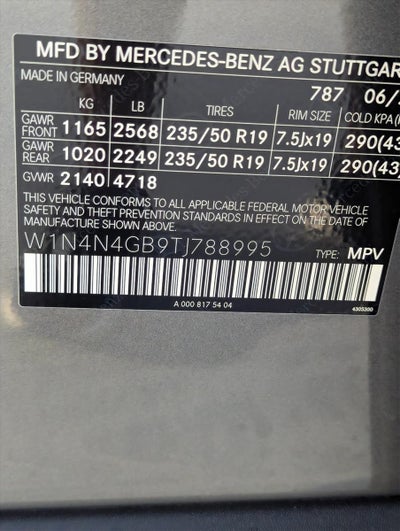 MFD BY MERCEDES-BENZ AG STUTTGAR
MADE IN GERMANY 787 06/
KG LB TIRES RIM SIZE COLD KPA(
GAWR FRONT 1165 2568 235/50 R19 7.5Jx19 290(43
GAWR REAR 1020 2249 235/50 R19 7.5Jx19 290(43)
GVWR 2140 4718
THIS VEHICLE CONFORMS TO ALL APPLICABLE FEDERAL MOTOR VEHICLE
SAFETY AND THEFT PREVENTION STANDARDS IN EFFECT ON THE DATE OF
MANUFACTURE SHOWN ABOVE.
W1N4N4GB9TJ788995 TYPE: MPV
A 000 817 54 04 4305300